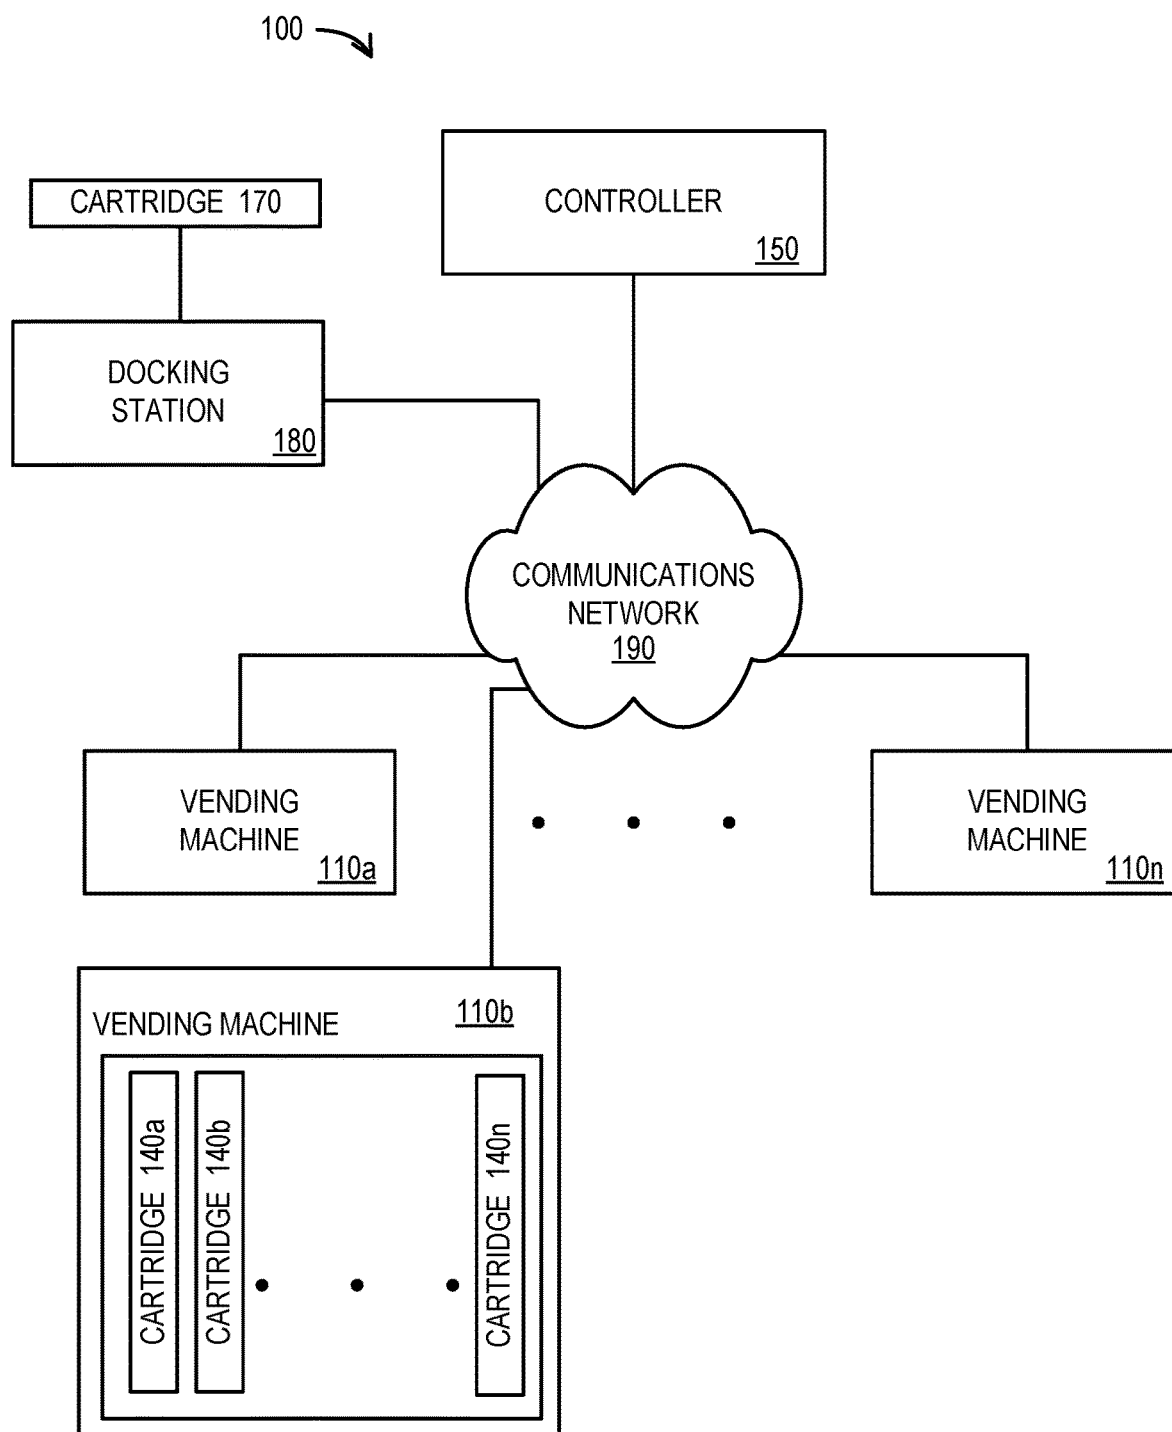 100
CARTRIDGE 170
CONTROLLER
150
DOCKING
STATION
180
COMMUNICATIONS
NETWORK
190
VENDING
MACHINE
110a
VENDING
MACHINE
110n
110b
VENDING MACHINE
CARTRIDGE 140a
CARTRIDGE 140b
CARTRIDGE 140n